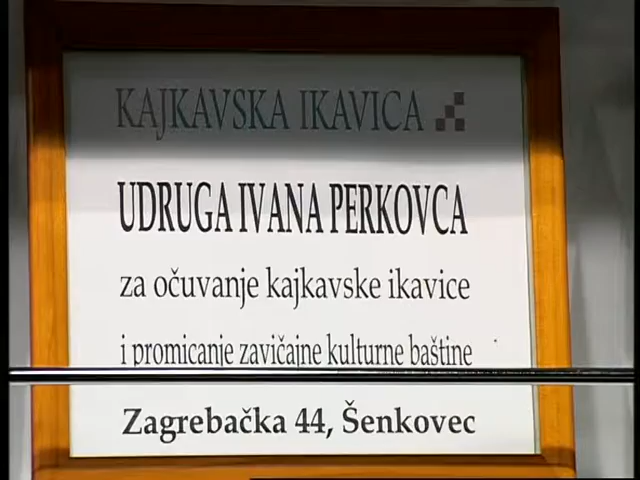 KAJKAVSKA IKAVICA
UDRUGA IVANA PERKOVCA
za očuvanje kajkavske ikavice
i promicanje zavičajne kulturne baštine
Zagrebačka 44, Šenkovec